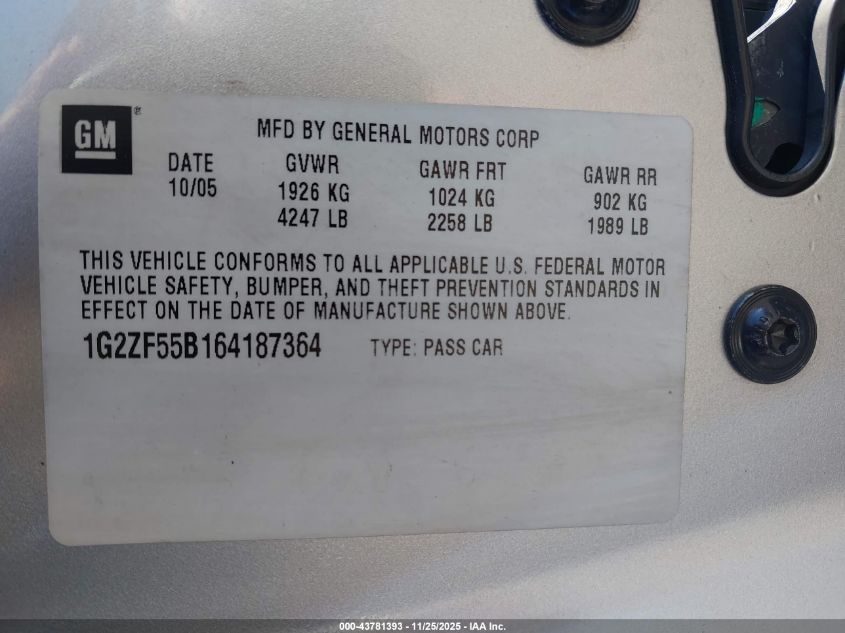 GM®
MFD BY GENERAL MOTORS CORP
DATE GVWR GAWR FRT GAWR RR
10/05 1926 KG 1024 KG 902 KG
4247 LB 2258 LB 1989 LB
THIS VEHICLE CONFORMS TO ALL APPLICABLE U.S. FEDERAL MOTOR
VEHICLE SAFETY, BUMPER, AND THEFT PREVENTION STANDARDS IN
EFFECT ON THE DATE OF MANUFACTURE SHOWN ABOVE.
1G2ZF55B164187364 TYPE: PASS CAR
000-43781393 - 11/25/2025 - IAA Inc.